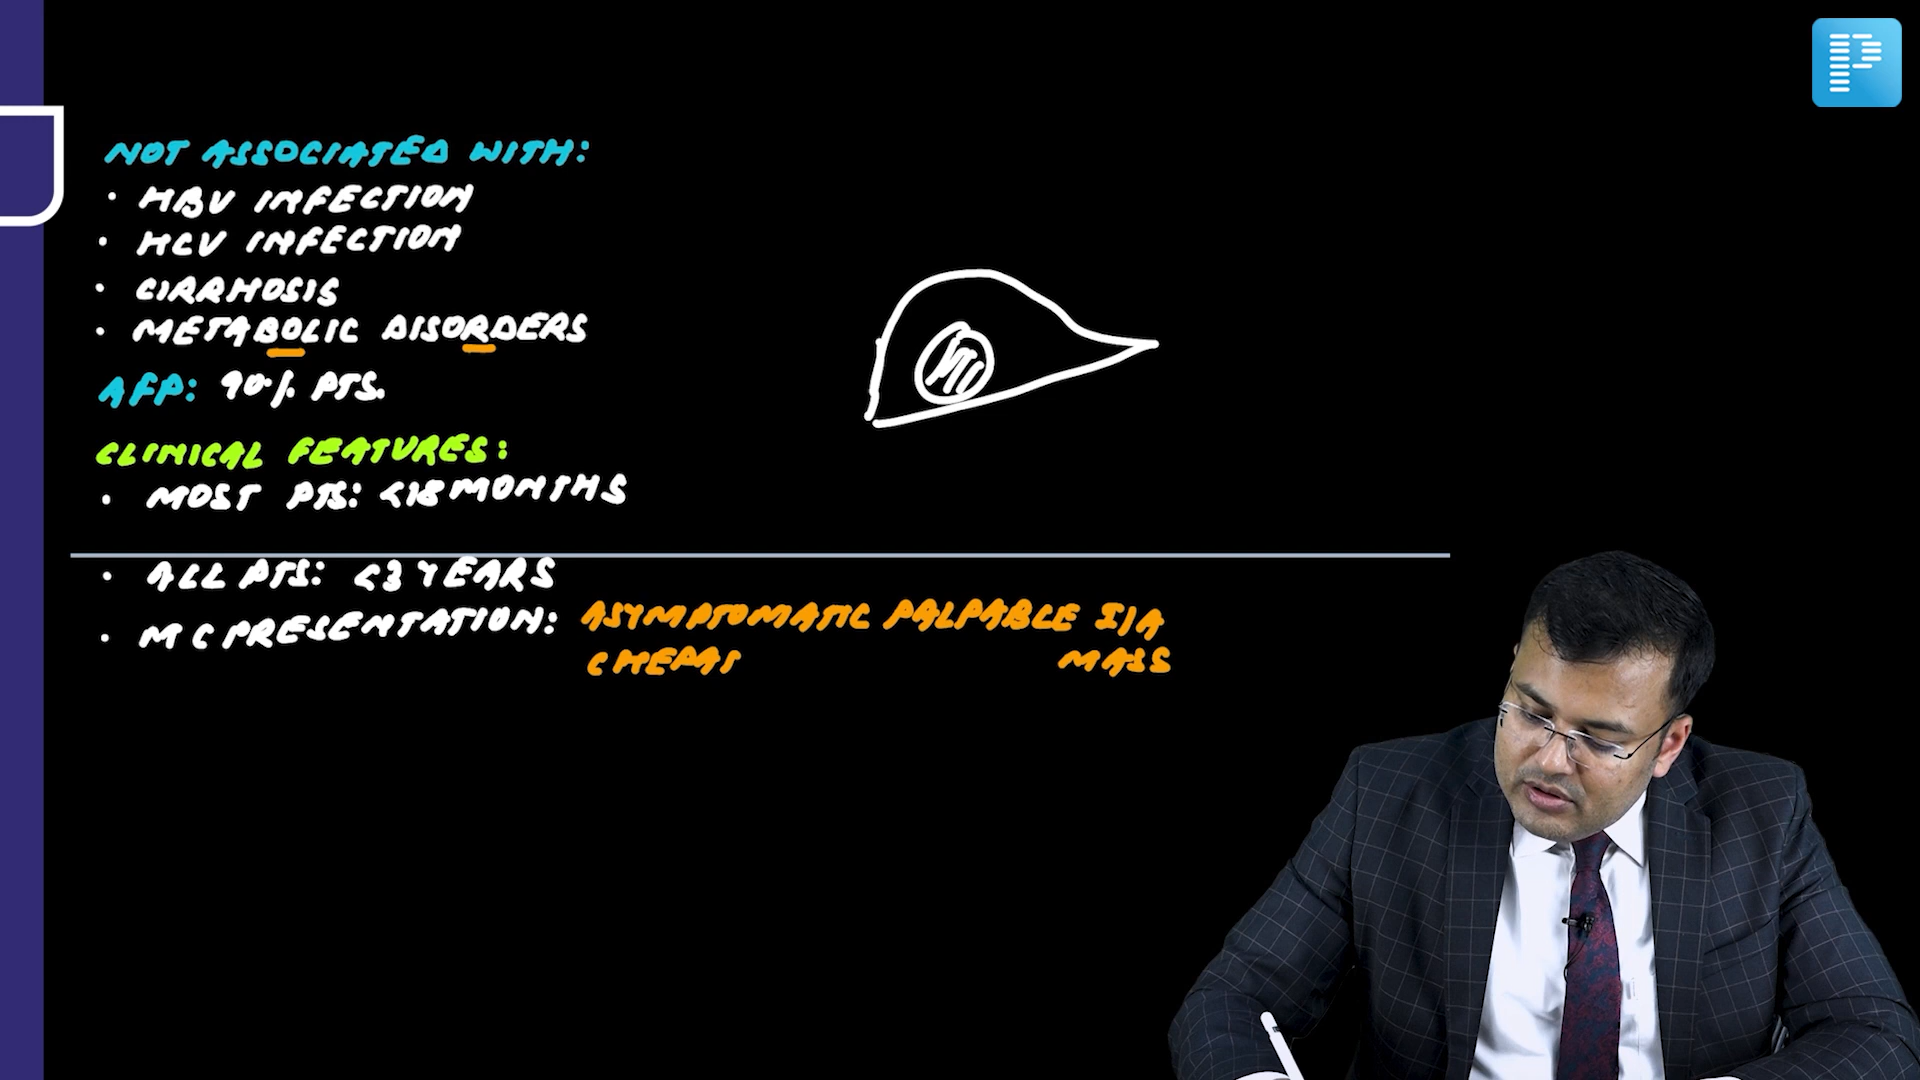 NOT ASSOCIATED WITH:
• HBV INFECTION
• HCV INFECTION
• CIRRHOSIS
• METABOLIC DISORDERS
AFP: 90% PTS.
CLINICAL FEATURES:
• MOST PTS: <18 MONTHS
• ALL PTS: <3 YEARS
• MC PRESENTATION: ASYMPTOMATIC PALPABLE I/A
MASS